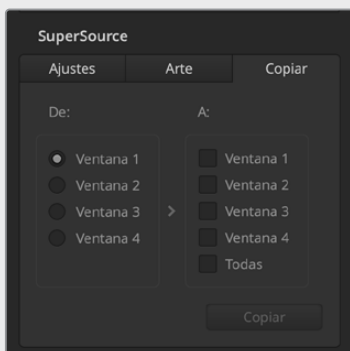 SuperSource
Ajustes Arte Copiar
De: A:
Ventana 1 Ventana 1
Ventana 2 Ventana 2
Ventana 3 > Ventana 3
Ventana 4 Ventana 4
Todas
Copiar